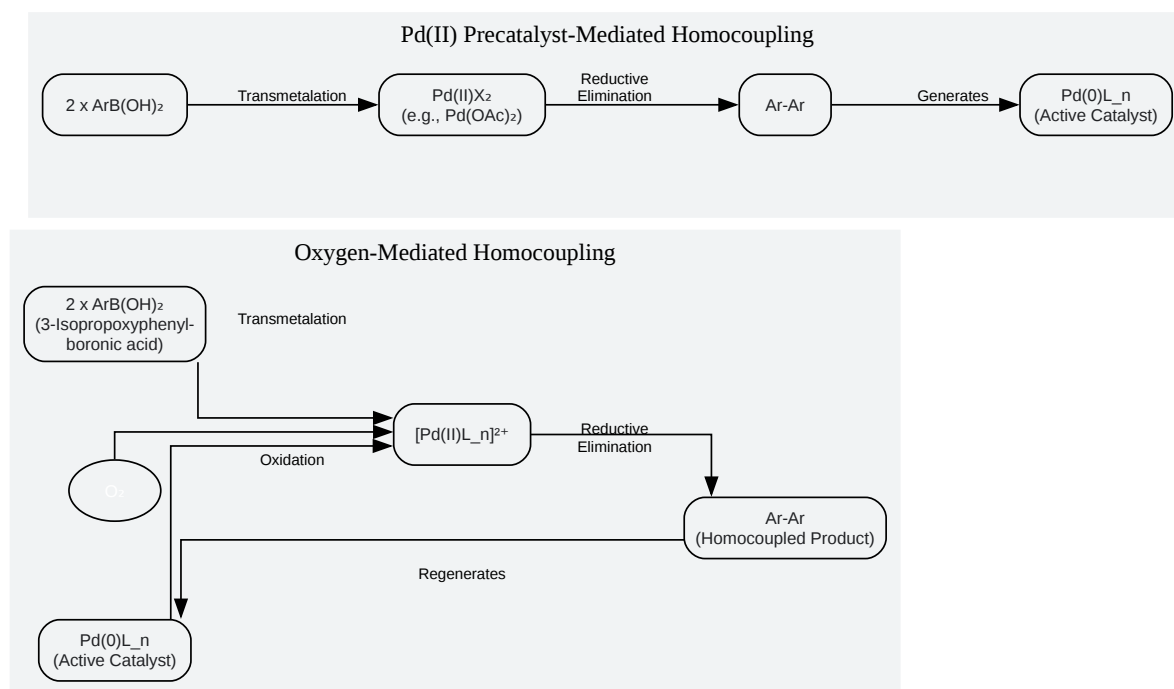 Pd(II) Precatalyst-Mediated Homocoupling
2 x ArB(OH)₂
Transmetalation
Pd(II)X₂
(e.g., Pd(OAc)₂)
Reductive
Elimination
Ar-Ar
Generates
Pd(0)L_n
(Active Catalyst)
Oxygen-Mediated Homocoupling
2 x ArB(OH)₂
(3-Isopropoxyphenyl-
boronic acid)
Transmetalation
[Pd(II)L_n]²⁺
Reductive
Elimination
Oxidation
O₂
Ar-Ar
(Homocoupled Product)
Regenerates
Pd(0)L_n
(Active Catalyst)